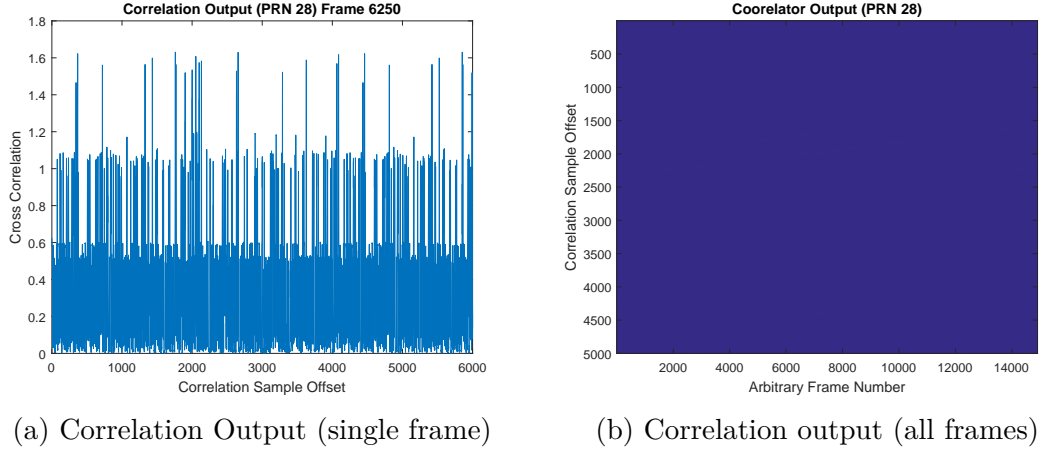 Correlation Output (PRN 28) Frame 6250
1.8
1.6
1.4
1.2
1
0.8
0.6
0.4
0.2
0
Cross Correlation
0 1000 2000 3000 4000 5000 6000
Correlation Sample Offset
(a) Correlation Output (single frame)
Coorelator Output (PRN 28)
500
1000
1500
2000
2500
3000
3500
4000
4500
5000
Correlation Sample Offset
2000 4000 6000 8000 10000 12000 14000
Arbitrary Frame Number
(b) Correlation output (all frames)